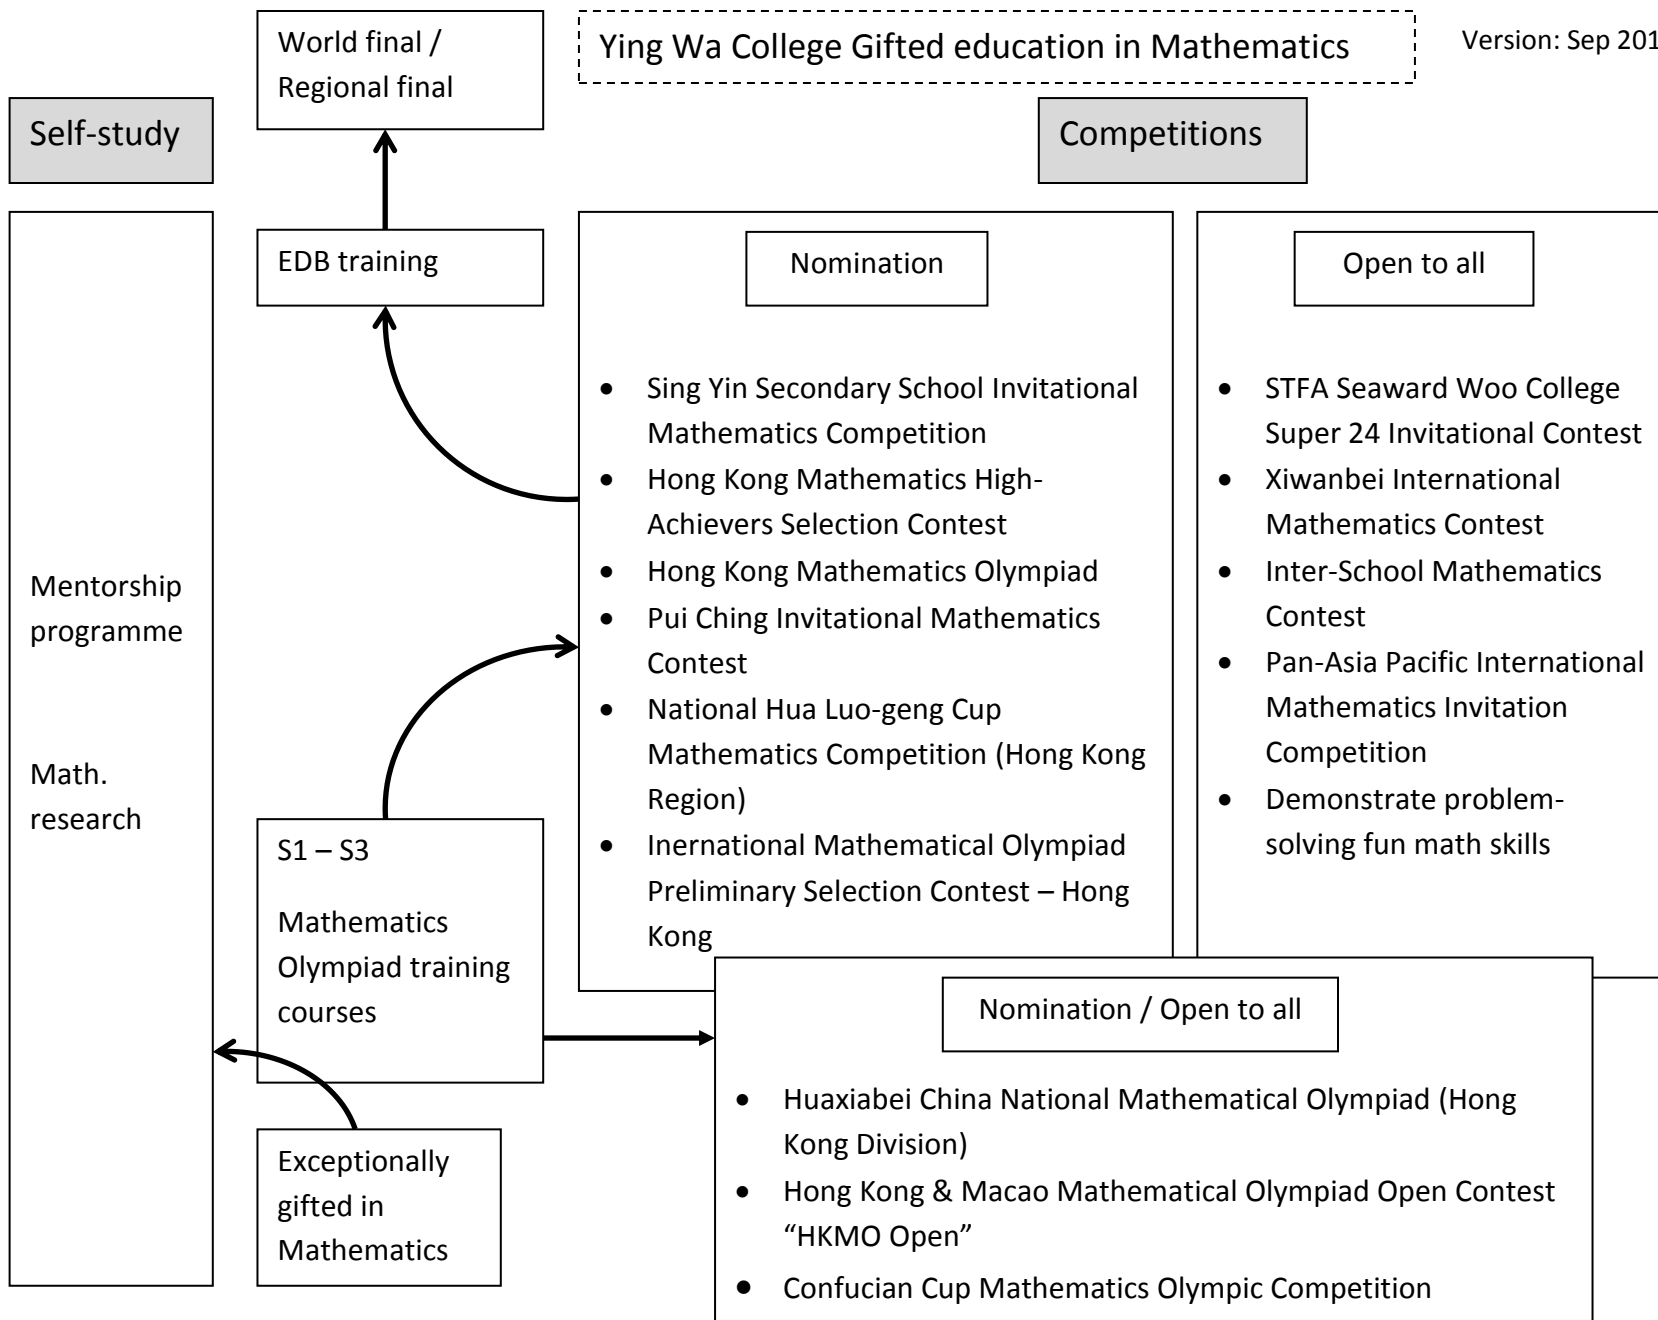 World final /
Regional final
Ying Wa College Gifted education in Mathematics
Version: Sep 201
Self-study
Competitions
Mentorship
programme
Math.
research
EDB training
S1 – S3
Mathematics
Olympiad training
courses
Exceptionally
gifted in
Mathematics
Nomination
• Sing Yin Secondary School Invitational
Mathematics Competition
• Hong Kong Mathematics High-
Achievers Selection Contest
• Hong Kong Mathematics Olympiad
• Pui Ching Invitational Mathematics
Contest
• National Hua Luo-geng Cup
Mathematics Competition (Hong Kong
Region)
• Inernational Mathematical Olympiad
Preliminary Selection Contest – Hong
Kong
Open to all
• STFA Seaward Woo College
Super 24 Invitational Contest
• Xiwanbei International
Mathematics Contest
• Inter-School Mathematics
Contest
• Pan-Asia Pacific International
Mathematics Invitation
Competition
• Demonstrate problem-
solving fun math skills
Nomination / Open to all
• Huaxiabei China National Mathematical Olympiad (Hong
Kong Division)
• Hong Kong & Macao Mathematical Olympiad Open Contest
“HKMO Open”
• Confucian Cup Mathematics Olympic Competition